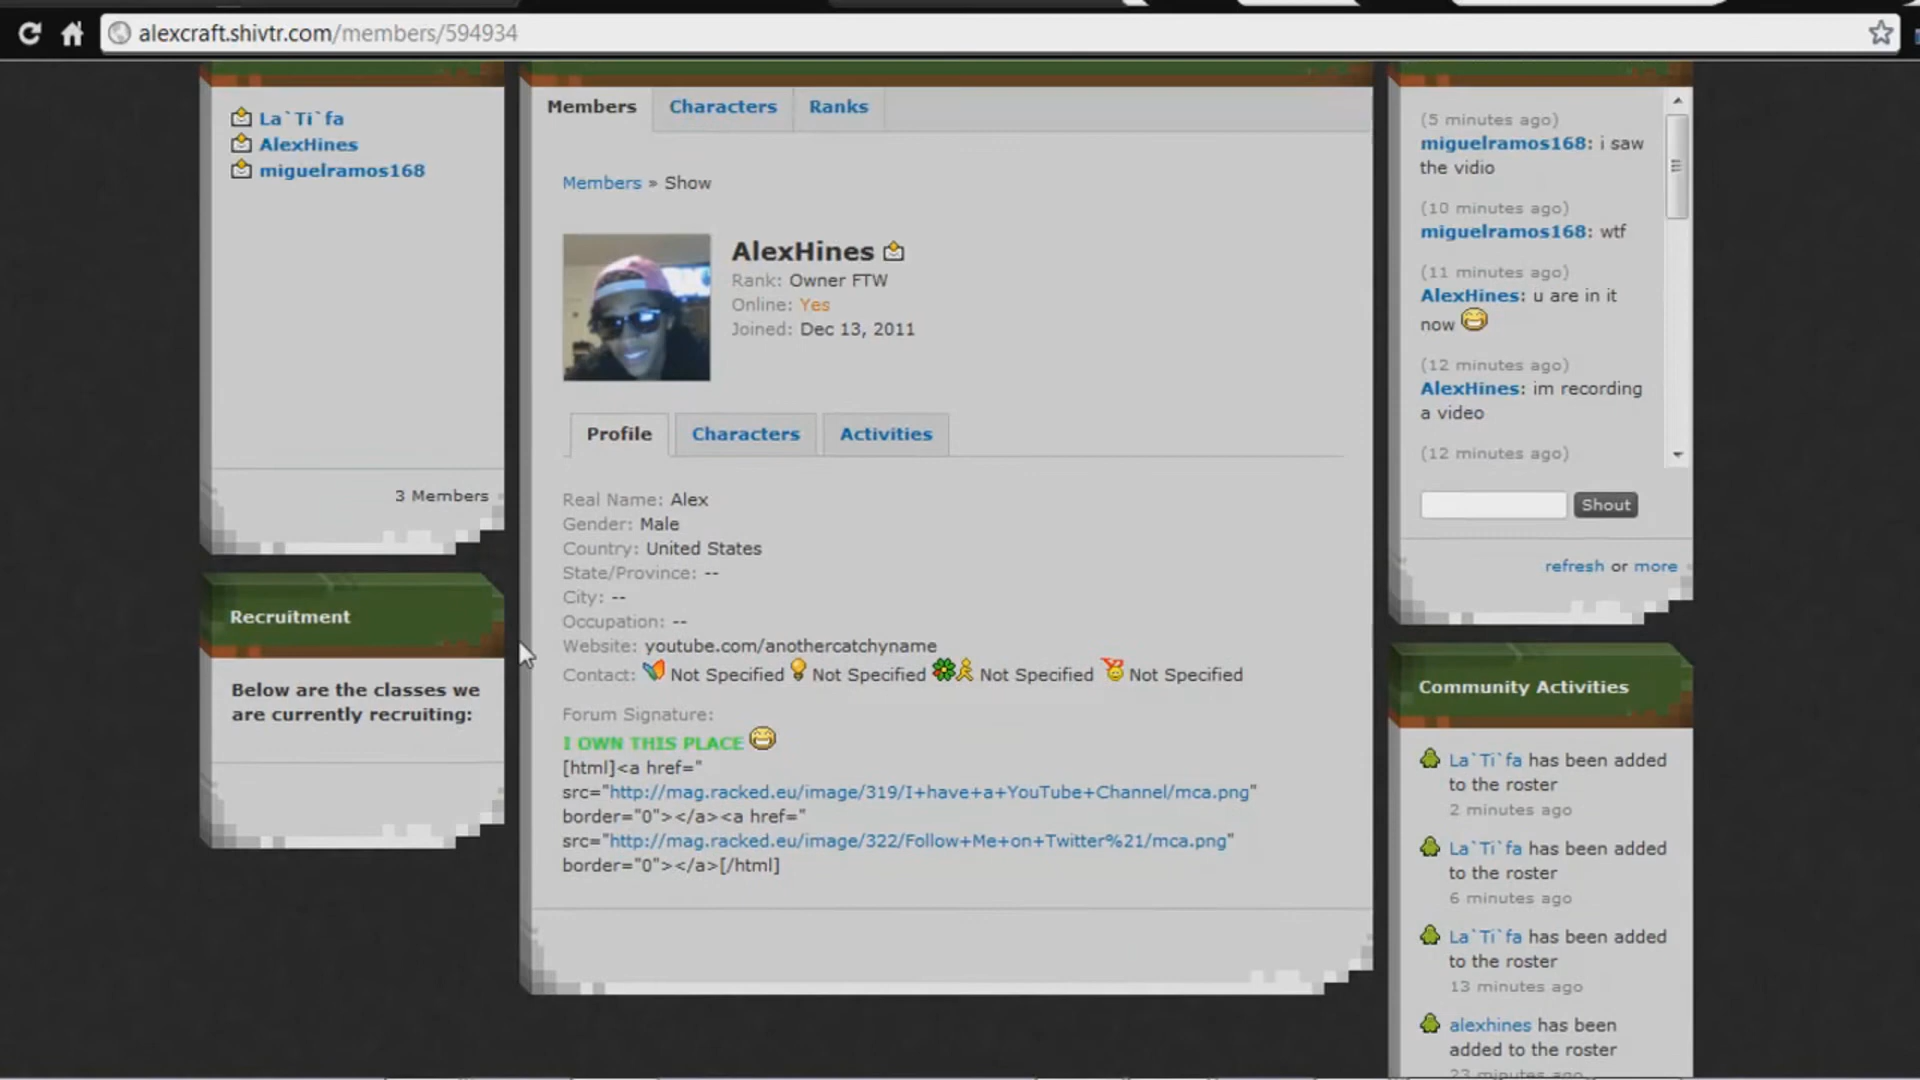 alexcraft.shivtr.com/members/594934
La`Ti`fa
AlexHines
miguelramos168
3 Members
Recruitment
Below are the classes we
are currently recruiting:
Members
Characters
Ranks
Members » Show
AlexHines
Rank: Owner FTW
Online: Yes
Joined: Dec 13, 2011
Profile
Characters
Activities
Real Name: Alex
Gender: Male
Country: United States
State/Province: --
City: --
Occupation: --
Website: youtube.com/anothercatchyname
Contact: Not Specified Not Specified Not Specified Not Specified
Forum Signature:
I OWN THIS PLACE
[html]<a href="
src="http://mag.racked.eu/image/319/I+have+a+YouTube+Channel/mca.png"
border="0"></a><a href="
src="http://mag.racked.eu/image/322/Follow+Me+on+Twitter%21/mca.png"
border="0"></a>[/html]
(5 minutes ago)
miguelramos168: i saw
the vidio
(10 minutes ago)
miguelramos168: wtf
(11 minutes ago)
AlexHines: u are in it
now
(12 minutes ago)
AlexHines: im recording
a video
(12 minutes ago)
Shout
refresh or more
Community Activities
La`Ti`fa has been added
to the roster
2 minutes ago
La`Ti`fa has been added
to the roster
6 minutes ago
La`Ti`fa has been added
to the roster
13 minutes ago
alexhines has been
added to the roster
23 minutes ago